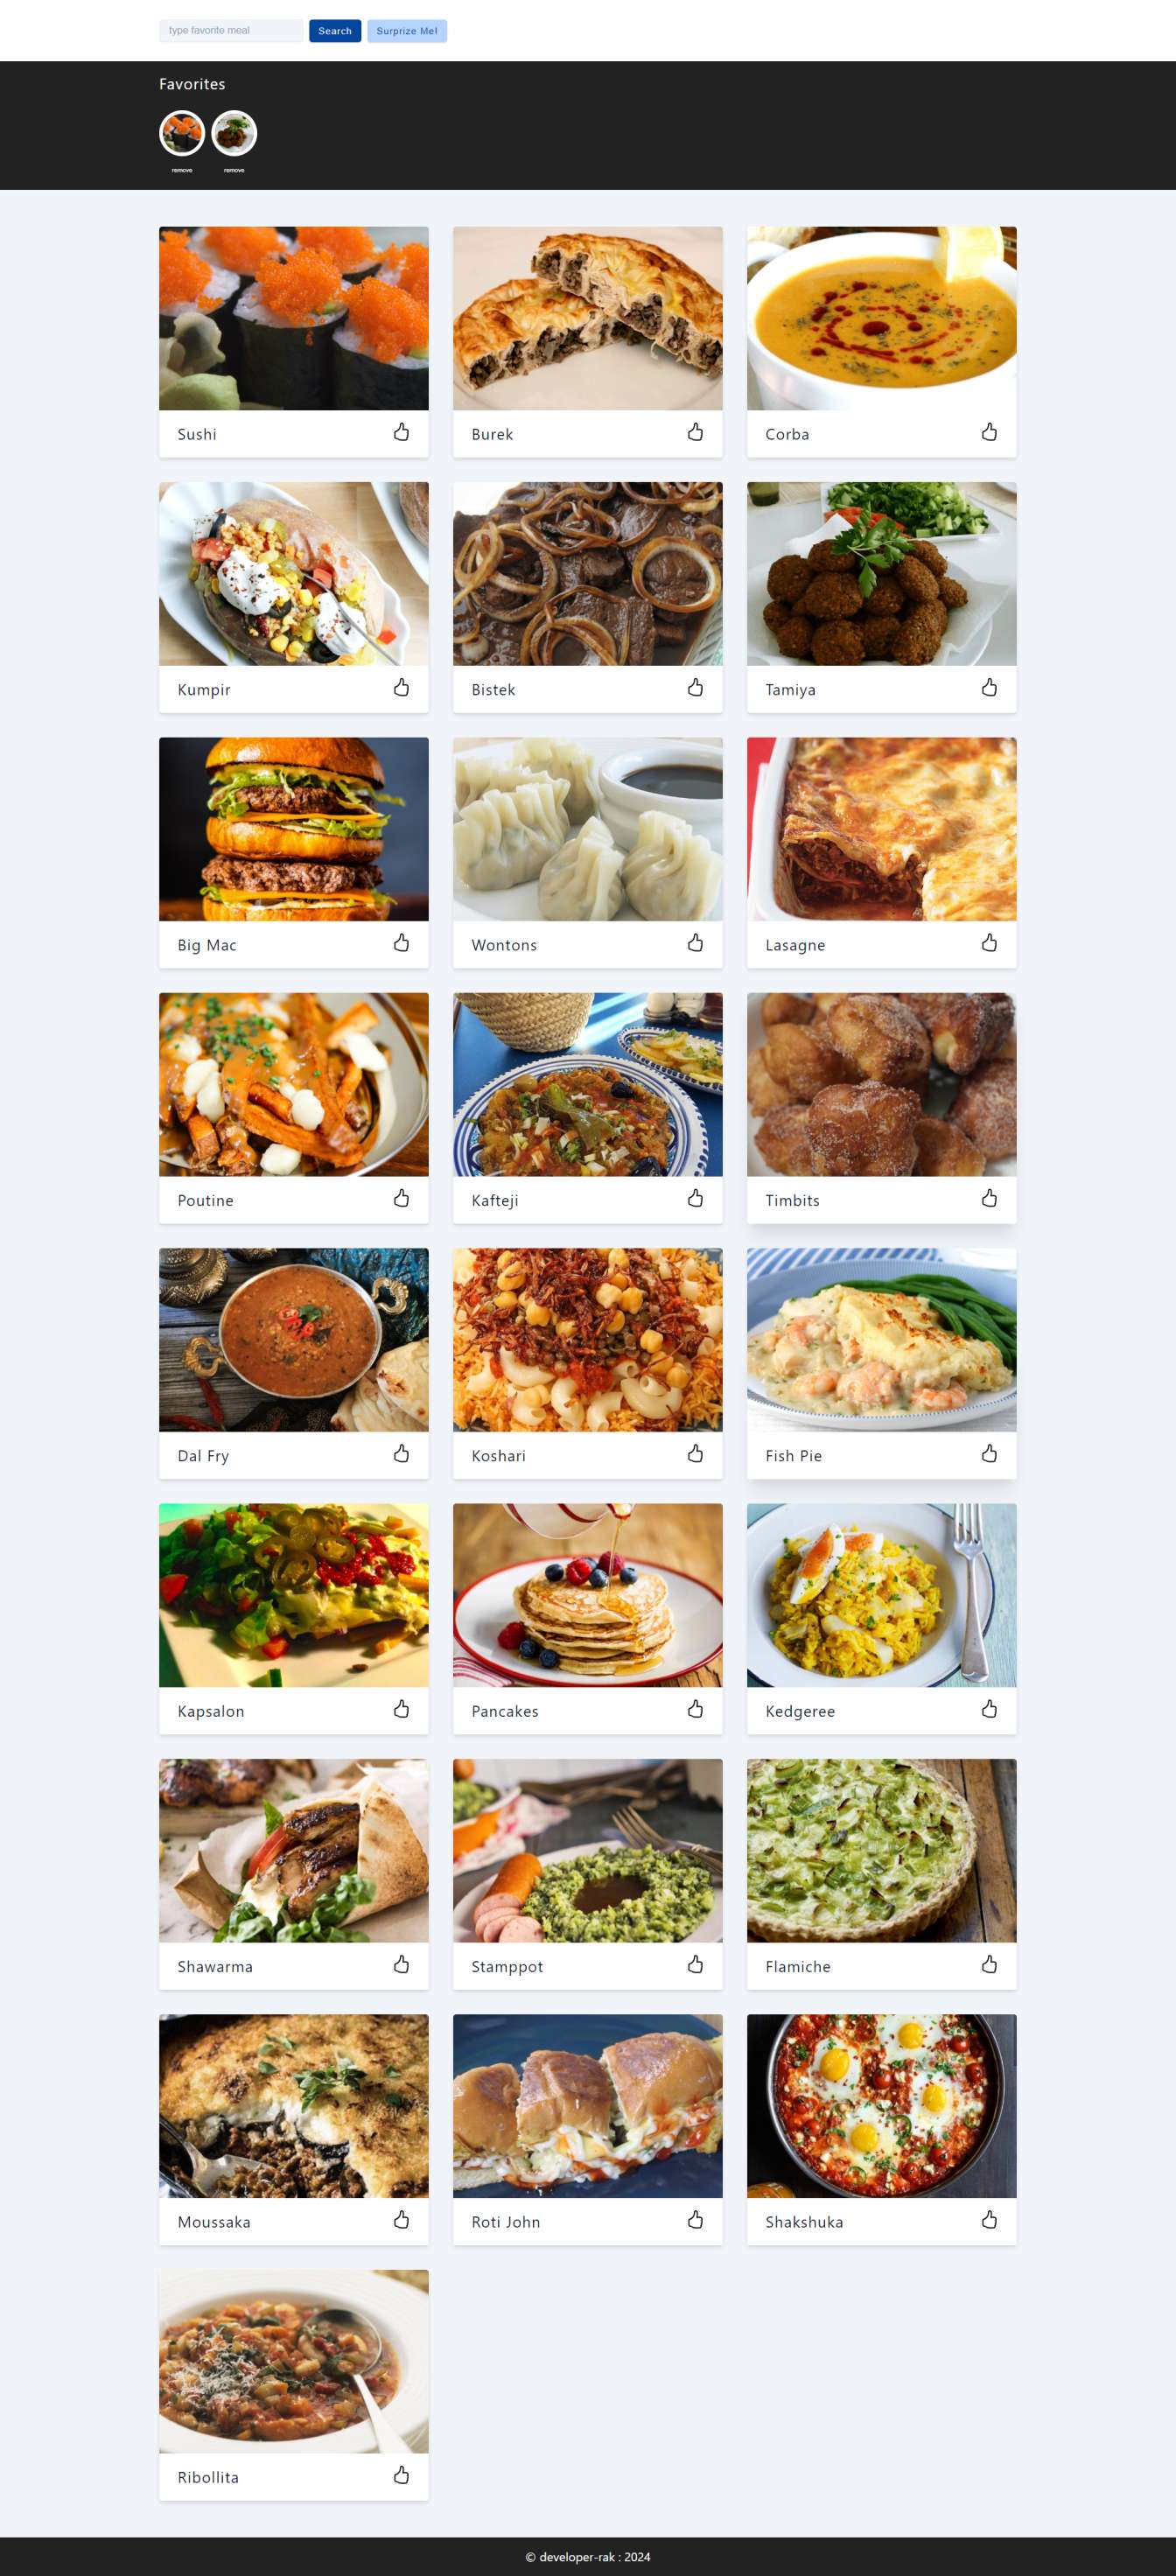 type favorite meal Search Surprize Me!
Favorites
remove remove
Sushi Burek Corba
Kumpir Bistek Tamiya
Big Mac Wontons Lasagne
Poutine Kafteji Timbits
Dal Fry Koshari Fish Pie
Kapsalon Pancakes Kedgeree
Shawarma Stamppot Flamiche
Moussaka Roti John Shakshuka
Ribollita
© developer-rak : 2024